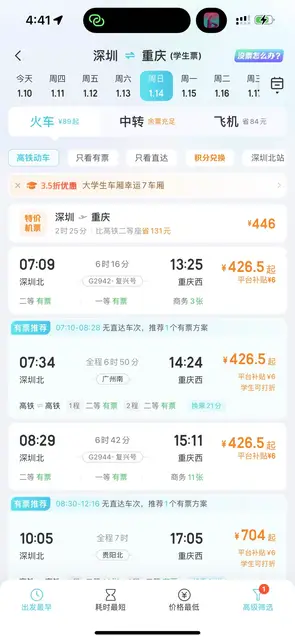 4:41
深圳 ⇌ 重庆 (学生票)
没票怎么办?
今天 周四 周五 周六 周日 周一 周二 周三
1.10 1.11 1.12 1.13 1.14 1.15 1.16 1.17
火车 ¥89起 中转 房票充足 飞机 省84元
高铁动车 只看有票 只看直达 积分兑换 深圳北站
× 3.5折优惠 大学生车厢幸运7车厢
特价机票
深圳 重庆
2时25分 · 比高铁二等座省131元
¥446
07:09 6时16分 13:25 ¥426.5起
深圳北 G2942·复兴号 重庆西 平台补贴¥6
二等 有票 一等 有票 商务 3张
有票推荐 07:10-08:28 无直达车次，推荐1个有票方案
07:34 全程6时50分 14:24 ¥426.5起
深圳北 广州南 重庆西 平台补贴¥6
学生可打折
高铁 ⇌ 高铁 1程 二等 有票 2程 二等 有票 换乘21分
08:29 6时42分 15:11 ¥426.5起
深圳北 G2944·复兴号 重庆西 平台补贴¥6
二等 有票 一等 有票 商务 11张
有票推荐 08:30-12:16 无直达车次，推荐1个有票方案
10:05 全程7时 17:05 ¥704起
深圳北 贵阳北 重庆西 平台补贴¥6
学生可打折
1
出发最早 耗时最短 价格最低 高级筛选